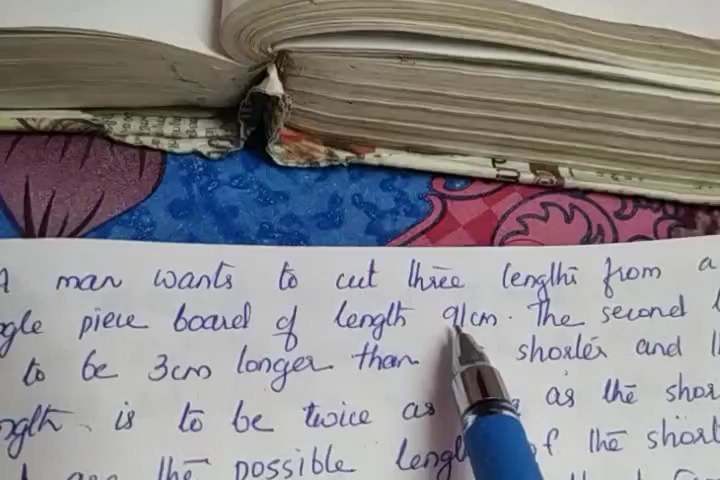 A man wants to cut three lengths from a
gle piece board of length 91cm. The second
to be 3cm longer than shorter and
ngth is to be twice as as the shor
the possible leng of the short